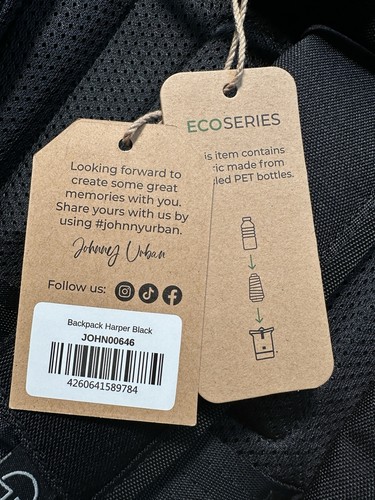 ECOSERIES
is item contains
ric made from
led PET bottles.
Looking forward to
create some great
memories with you.
Share yours with us by
using #johnnyurban.
Johnny Urban
Follow us:
Backpack Harper Black
JOHN00646
4260641589784